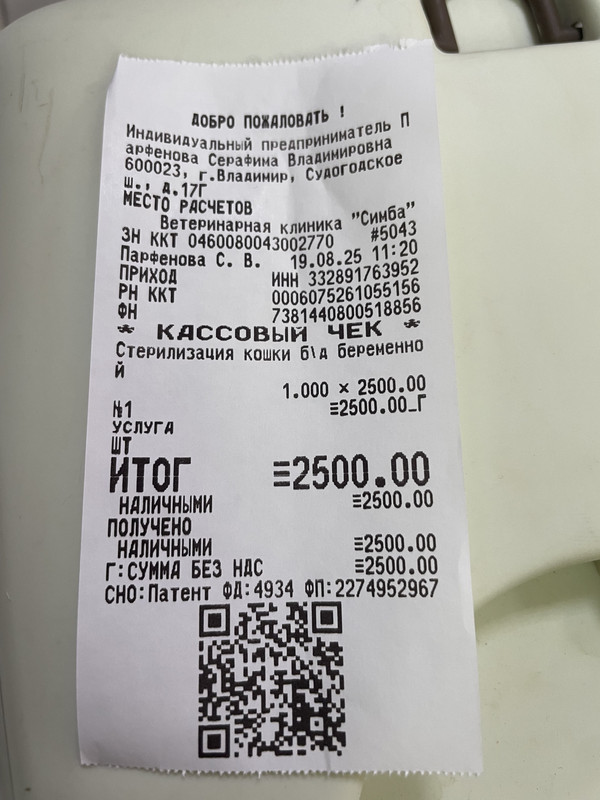 ДОБРО ПОЖАЛОВАТЬ !
Индивидуальный предприниматель П
арфенова Серафима Владимировна
600023, г.Владимир, Судогодское
ш., д.17Г
МЕСТО РАСЧЕТОВ
Ветеринарная клиника "Симба"
ЗН ККТ 0460080043002770 #5043
Парфенова С. В. 19.08.25 11:20
ПРИХОД ИНН 332891763952
РН ККТ 0006075261055156
ФН 7381440800518856
* КАССОВЫЙ ЧЕК *
Стерилизация кошки б\д беременно
й
1.000 × 2500.00
№1 ≡2500.00_Г
УСЛУГА
ШТ
ИТОГ ≡2500.00
НАЛИЧНЫМИ ≡2500.00
ПОЛУЧЕНО
НАЛИЧНЫМИ ≡2500.00
Г:СУММА БЕЗ НДС ≡2500.00
СНО:Патент ФД:4934 ФП:2274952967